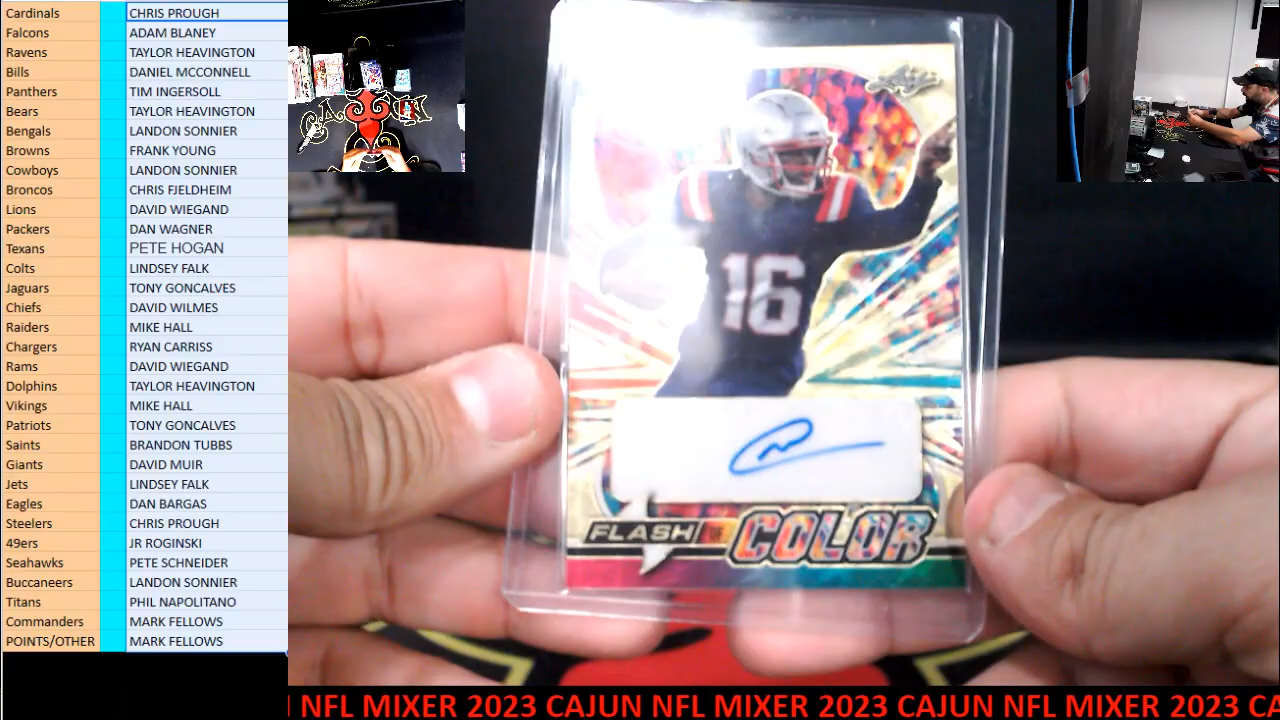 Cardinals CHRIS PROUGH
Falcons ADAM BLANEY
Ravens TAYLOR HEAVINGTON
Bills DANIEL MCCONNELL
Panthers TIM INGERSOLL
Bears TAYLOR HEAVINGTON
Bengals LANDON SONNIER
Browns FRANK YOUNG
Cowboys LANDON SONNIER
Broncos CHRIS FJELDHEIM
Lions DAVID WIEGAND
Packers DAN WAGNER
Texans PETE HOGAN
Colts LINDSEY FALK
Jaguars TONY GONCALVES
Chiefs DAVID WILMES
Raiders MIKE HALL
Chargers RYAN CARRISS
Rams DAVID WIEGAND
Dolphins TAYLOR HEAVINGTON
Vikings MIKE HALL
Patriots TONY GONCALVES
Saints BRANDON TUBBS
Giants DAVID MUIR
Jets LINDSEY FALK
Eagles DAN BARGAS
Steelers CHRIS PROUGH
49ers JR ROGINSKI
Seahawks PETE SCHNEIDER
Buccaneers LANDON SONNIER
Titans PHIL NAPOLITANO
Commanders MARK FELLOWS
POINTS/OTHER MARK FELLOWS
Leaf
16
FLASH OF COLOR
NFL MIXER 2023 CAJUN NFL MIXER 2023 CAJUN NFL MIXER 2023 CA